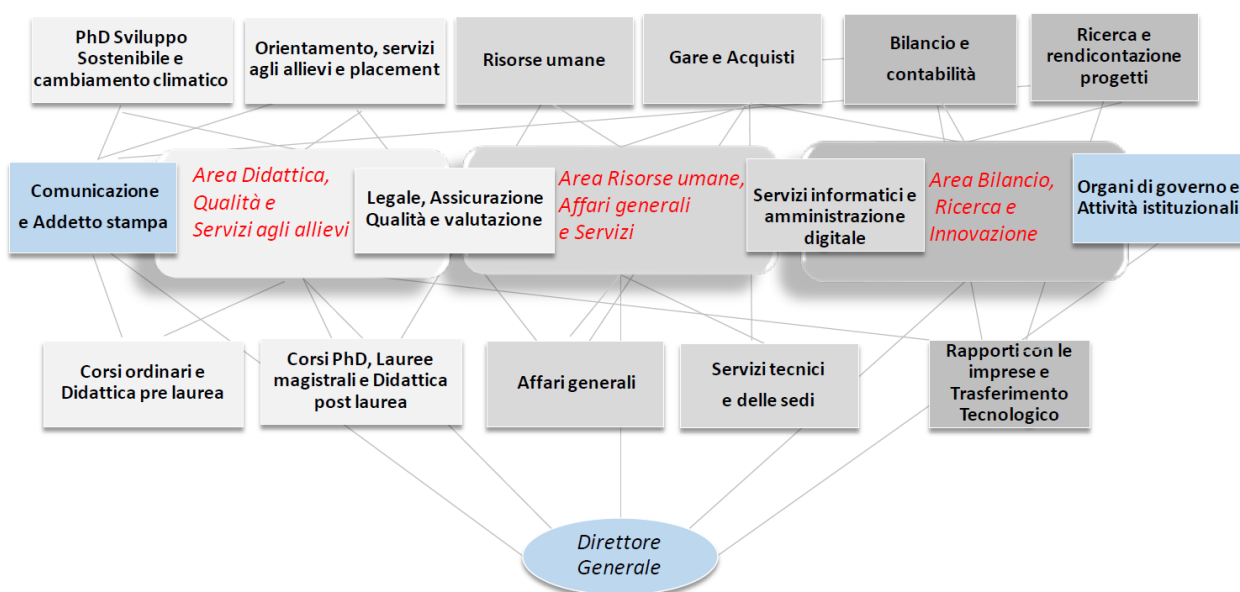 PhD Sviluppo
Sostenibile e
cambiamento climatico
Orientamento, servizi
agli allievi e placement
Risorse umane
Gare e Acquisti
Bilancio e
contabilità
Ricerca e
rendicontazione
progetti
Comunicazione
e Addetto stampa
Area Didattica,
Qualità e
Servizi agli allievi
Legale, Assicurazione
Qualità e valutazione
Area Risorse umane,
Affari generali
e Servizi
Servizi informatici e
amministrazione
digitale
Area Bilancio,
Ricerca e
Innovazione
Organi di governo e
Attività istituzionali
Corsi ordinari e
Didattica pre laurea
Corsi PhD, Lauree
magistrali e Didattica
post laurea
Affari generali
Servizi tecnici
e delle sedi
Rapporti con le
imprese e
Trasferimento
Tecnologico
Direttore
Generale